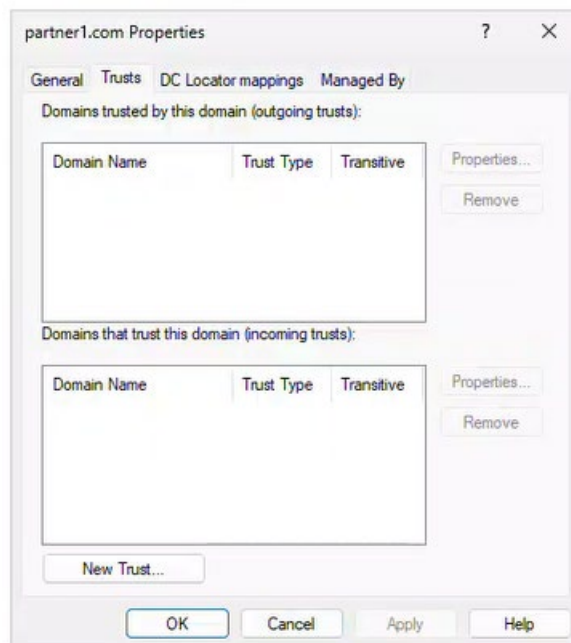 partner1.com Properties ?
General Trusts DC Locator mappings Managed By
Domains trusted by this domain (outgoing trusts):
Domain Name Trust Type Transitive Properties...
Remove
Domains that trust this domain (incoming trusts):
Domain Name Trust Type Transitive Properties...
Remove
New Trust...
OK Cancel Apply Help